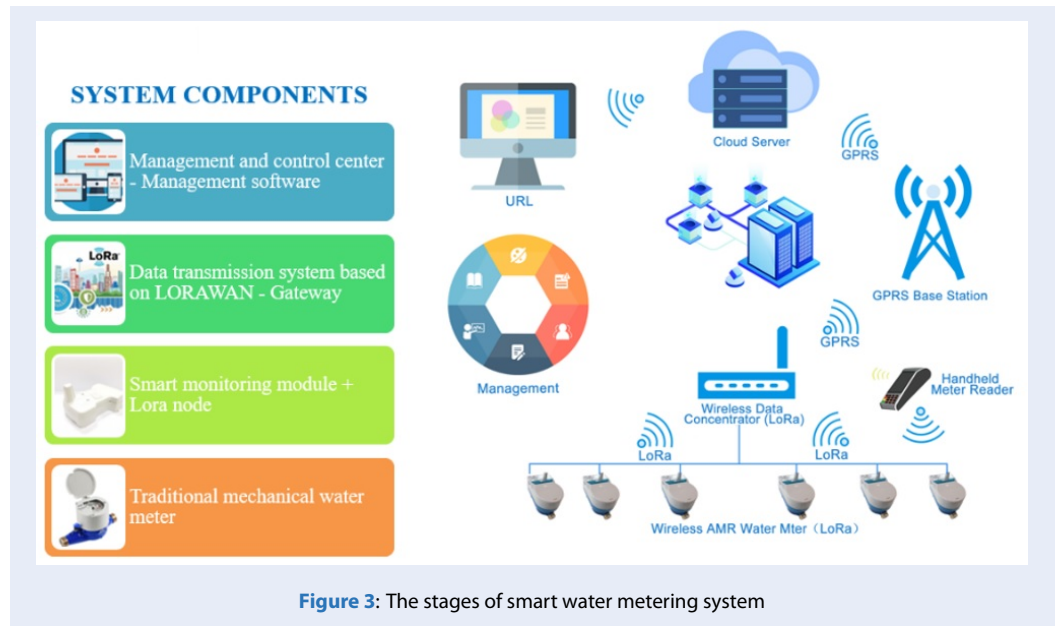 SYSTEM COMPONENTS
Management and control center
- Management software
LoRa
Data transmission system based
on LORAWAN - Gateway
Smart monitoring module +
Lora node
Traditional mechanical water
meter
URL
Cloud Server
GPRS
GPRS Base Station
Management
GPRS
Wireless Data
Concentrator (LoRa)
Handheld
Meter Reader
LoRa
LoRa
Wireless AMR Water Mter（LoRa）
Figure 3: The stages of smart water metering system